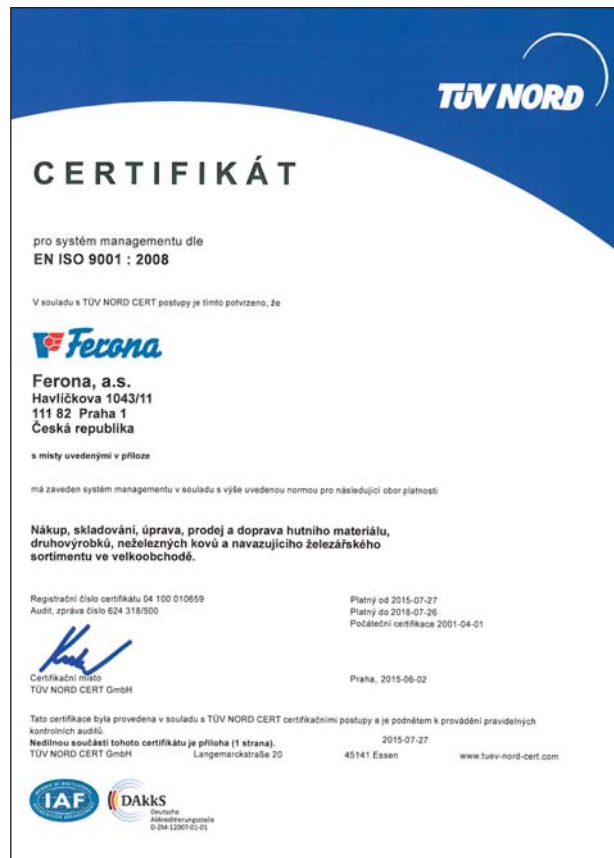 TÜV NORD
CERTIFIKÁT
pro systém managementu dle
EN ISO 9001 : 2008
V souladu s TÜV NORD CERT postupy je tímto potvrzeno, že
Ferona
Ferona, a.s.
Havlíčkova 1043/11
111 82 Praha 1
Česká republika
s místy uvedenými v příloze
má zaveden systém managementu v souladu s výše uvedenou normou pro následující obor platnosti
Nákup, skladování, úprava, prodej a doprava hutního materiálu,
druhovýrobků, neželezných kovů a navazujícího železářského
sortimentu ve velkoobchodě.
Registrační číslo certifikátu 04 100 010659
Audit, zpráva číslo 624 318/500
Platný od 2015-07-27
Platný do 2018-07-26
Počáteční certifikace 2001-04-01
Certifikační místo
TÜV NORD CERT GmbH
Praha, 2015-06-02
Tato certifikace byla provedena v souladu s TÜV NORD CERT certifikačními postupy a je podnětem k provádění pravidelných
kontrolních auditů.
2015-07-27
Nedílnou součástí tohoto certifikátu je příloha (1 strana).
TÜV NORD CERT GmbH Langemarckstraße 20 45141 Essen www.tuev-nord-cert.com
IAF
DAkkS
Deutsche
Akkreditierungsstelle
D-ZM-12007-01-01